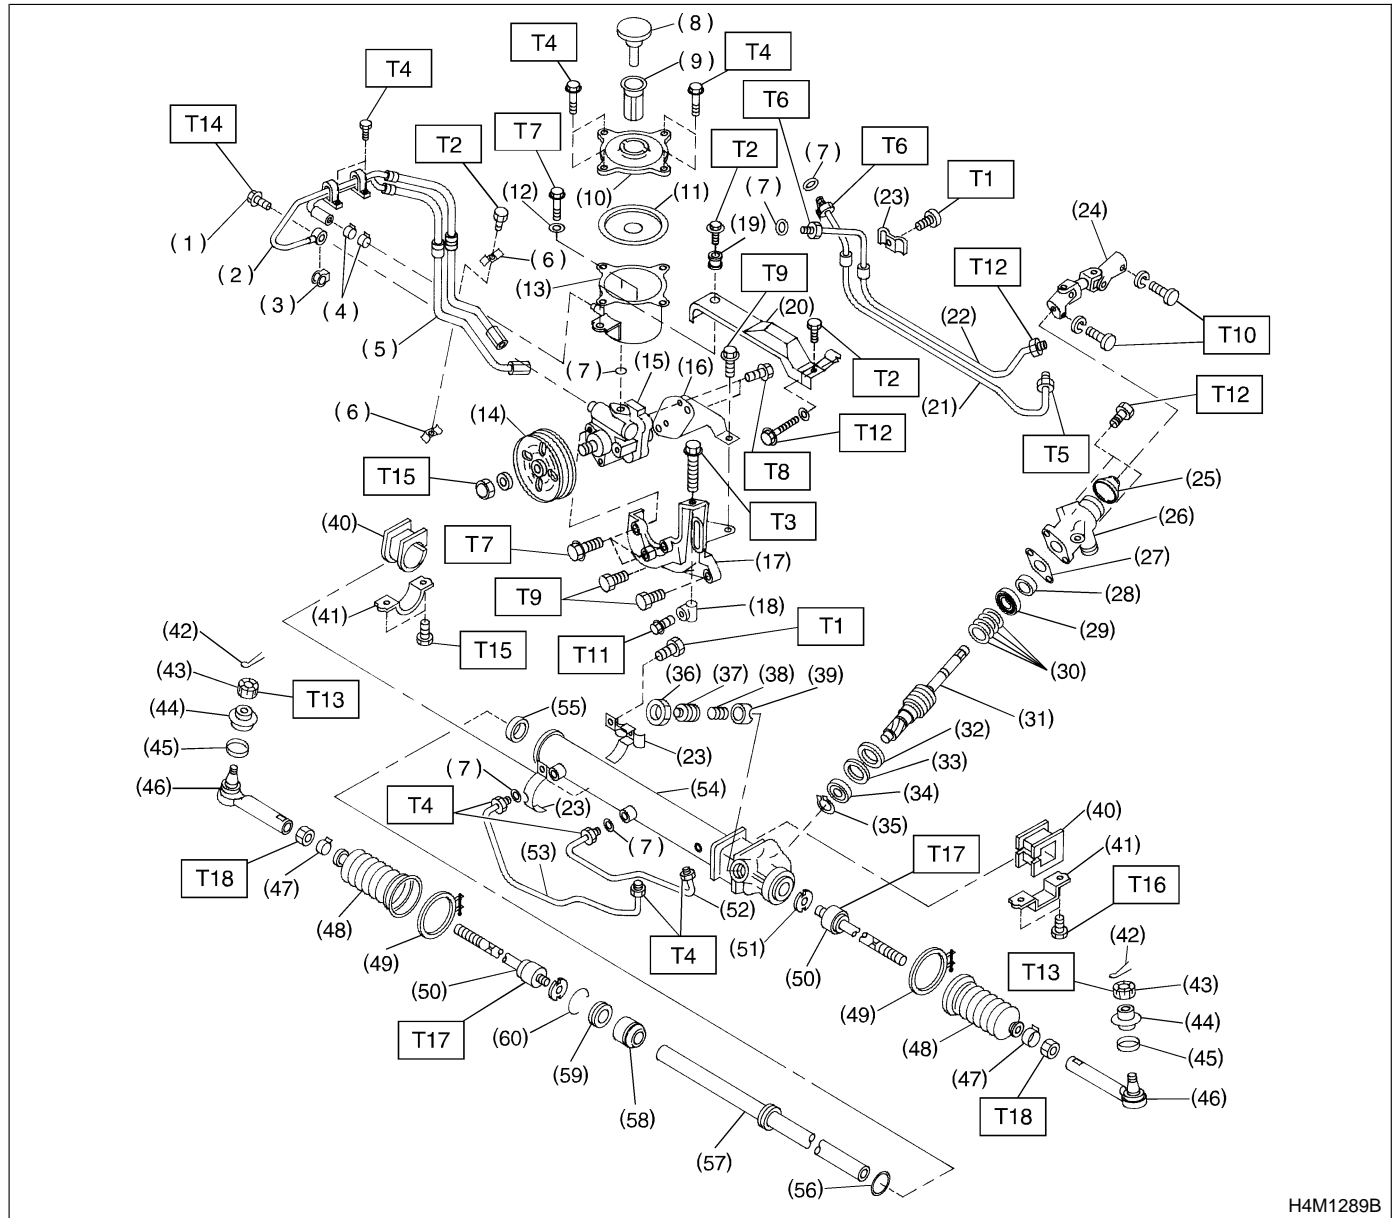 (8)
T4
(9)
T4
T4
T6
T14
T7
T2
T2
(7)
T6
(12)
(10)
(11)
(7)
(23)
T1
(24)
(1)
(19)
(2)
(6)
T9
T12
(3)
(4)
(13)
(20)
(22)
T10
(5)
(7)
(15)
(16)
T2
(21)
(6)
(14)
T12
T12
T5
T15
T8
(25)
(40)
T3
(26)
T7
(17)
(27)
(41)
T9
(28)
(18)
(29)
(42)
T15
T11
T1
(30)
(43)
T13
(36)
(37)
(38)
(39)
(44)
(55)
(31)
(45)
(23)
(32)
(7)
(33)
(46)
(54)
T4
(23)
(34)
(35)
(40)
(7)
(41)
T18
(47)
(53)
T17
T16
(52)
(48)
(51)
(42)
(49)
T4
(50)
T13
(43)
(50)
(49)
(44)
T17
(60)
(48)
(45)
(59)
(47)
(58)
T18
(46)
(57)
(56)
H4M1289B